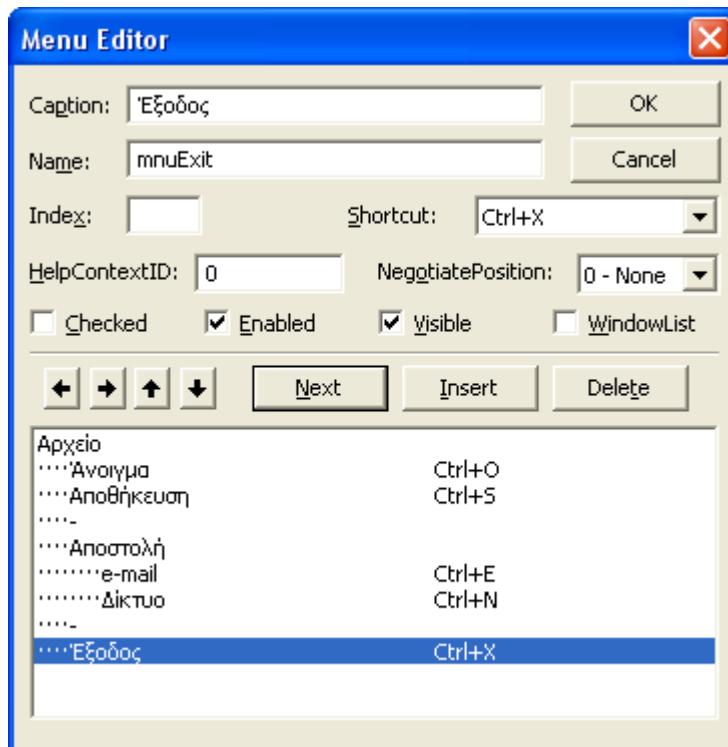 Menu Editor
Caption: Έξοδος OK
Name: mnuExit Cancel
Index: Shortcut: Ctrl+X
HelpContextID: 0 NegotiatePosition: 0 - None
Checked Enabled Visible WindowList
Next Insert Delete
Αρχείο
····Άνοιγμα Ctrl+O
····Αποθήκευση Ctrl+S
····-
····Αποστολή
········e-mail Ctrl+E
········Δίκτυο Ctrl+N
····-
····Έξοδος Ctrl+X